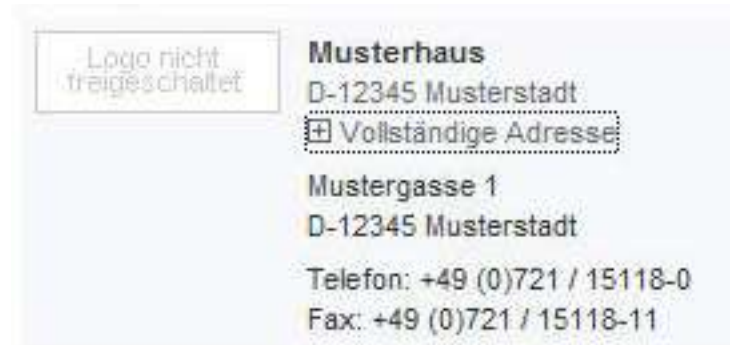 Logo nicht
freigeschaltet
Musterhaus
D-12345 Musterstadt
Vollständige Adresse
Mustergasse 1
D-12345 Musterstadt
Telefon: +49 (0)721 / 15118-0
Fax: +49 (0)721 / 15118-11